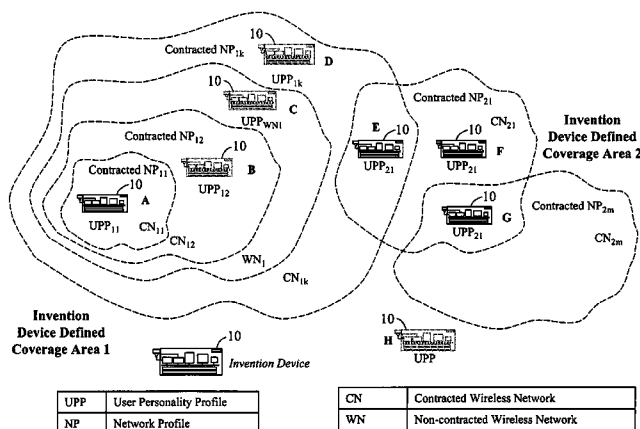 10
Contracted NP1k
D
UPP1k
10
C
UPPWN1
Contracted NP12
10
B
UPP12
Contracted NP11
10
A
UPP11
CN11
CN12
WN1
CN1k
10
E
UPP21
Contracted NP21
CN21
10
F
UPP21
Invention
Device Defined
Coverage Area 2
10
G
UPP21
Contracted NP2m
CN2m
Invention
Device Defined
Coverage Area 1
10
Invention Device
10
H
UPP
UPP User Personality Profile
NP Network Profile
CN Contracted Wireless Network
WN Non-contracted Wireless Network